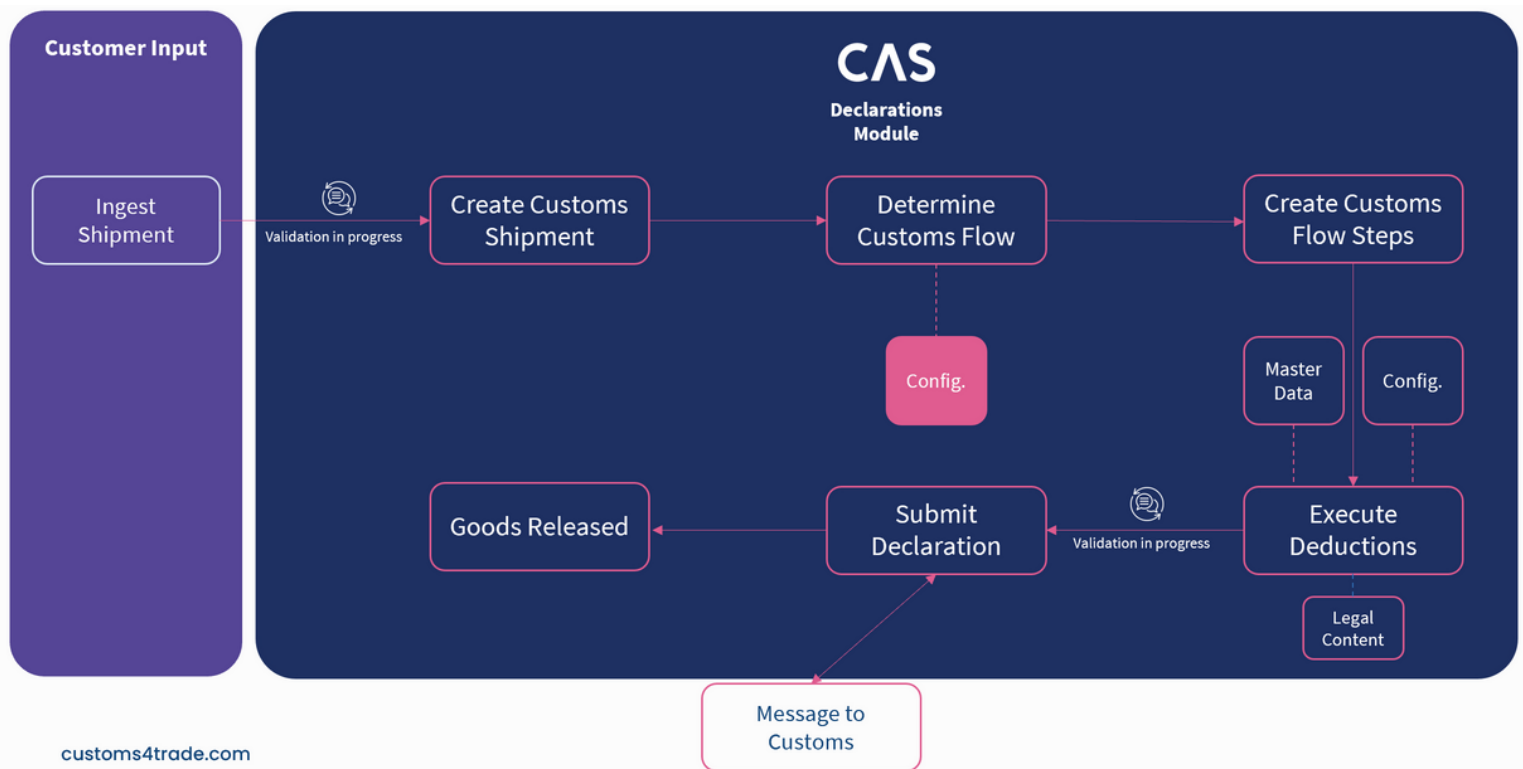 Customer Input
CAS
Declarations
Module
Ingest
Shipment
Validation in progress
Create Customs
Shipment
Determine
Customs Flow
Create Customs
Flow Steps
Config.
Master
Data
Config.
Goods Released
Submit
Declaration
Validation in progress
Execute
Deductions
Legal
Content
Message to
Customs
customs4trade.com